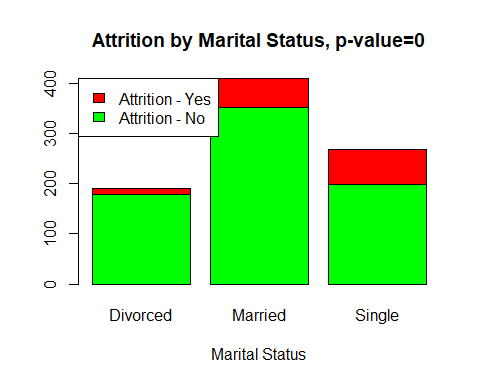 Attrition by Marital Status, p-value=0
Attrition - Yes
Attrition - No
400
300
200
100
0
Divorced Married Single
Marital Status